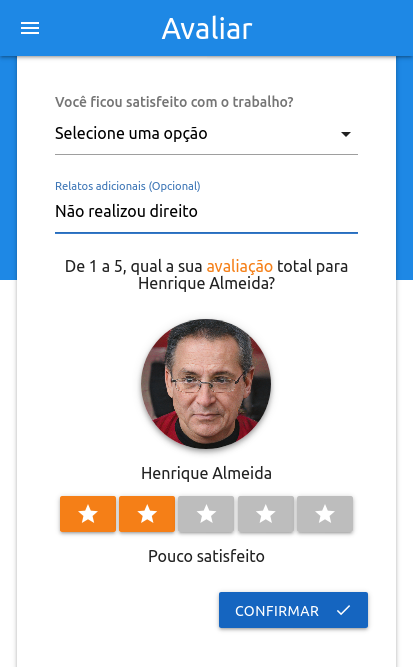 Avaliar
Você ficou satisfeito com o trabalho?
Selecione uma opção
Relatos adicionais (Opcional)
Não realizou direito
De 1 a 5, qual a sua avaliação total para
Henrique Almeida?
Henrique Almeida
Pouco satisfeito
CONFIRMAR